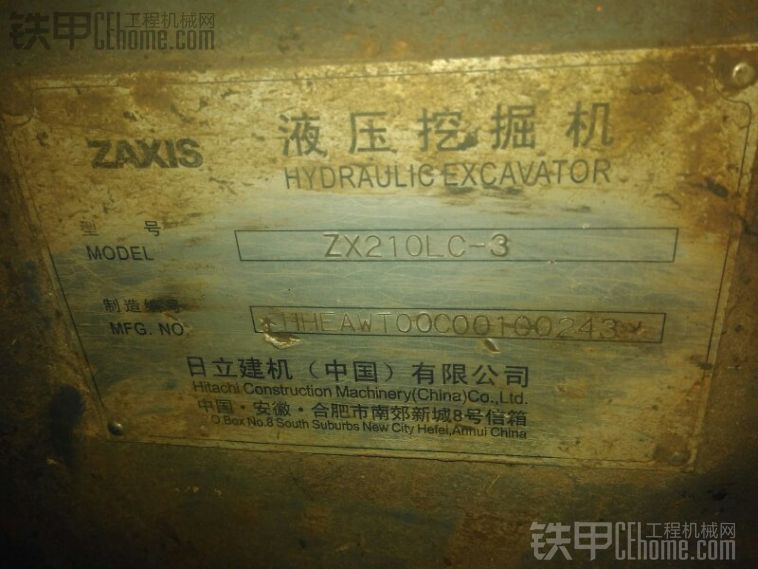 铁甲 工程机械网
CEhome.com
ZAXIS
液压挖掘机
HYDRAULIC EXCAVATOR
型号
MODEL
ZX210LC-3
制造编号
MFG. NO.
*HHEAWT00C00100243*
日立建机（中国）有限公司
Hitachi Construction Machinery(China)Co.,Ltd.
中国·安徽·合肥市南郊新城8号信箱
P.O.Box No.8 South Suburbs New City Hefei,Anhui China
铁甲 工程机械网
CEhome.com